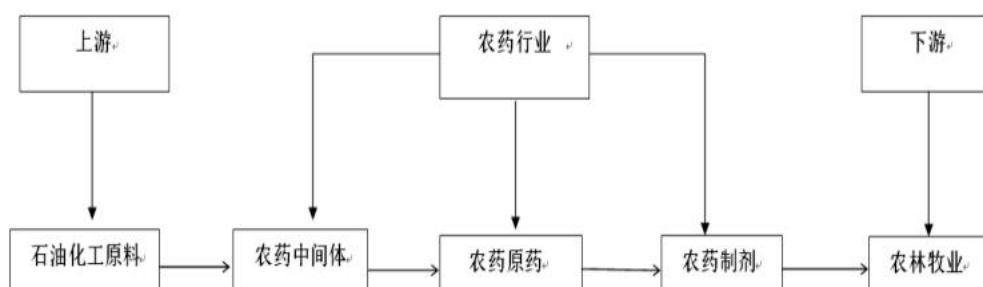 上游
农药行业
下游
石油化工原料
农药中间体
农药原药
农药制剂
农林牧业